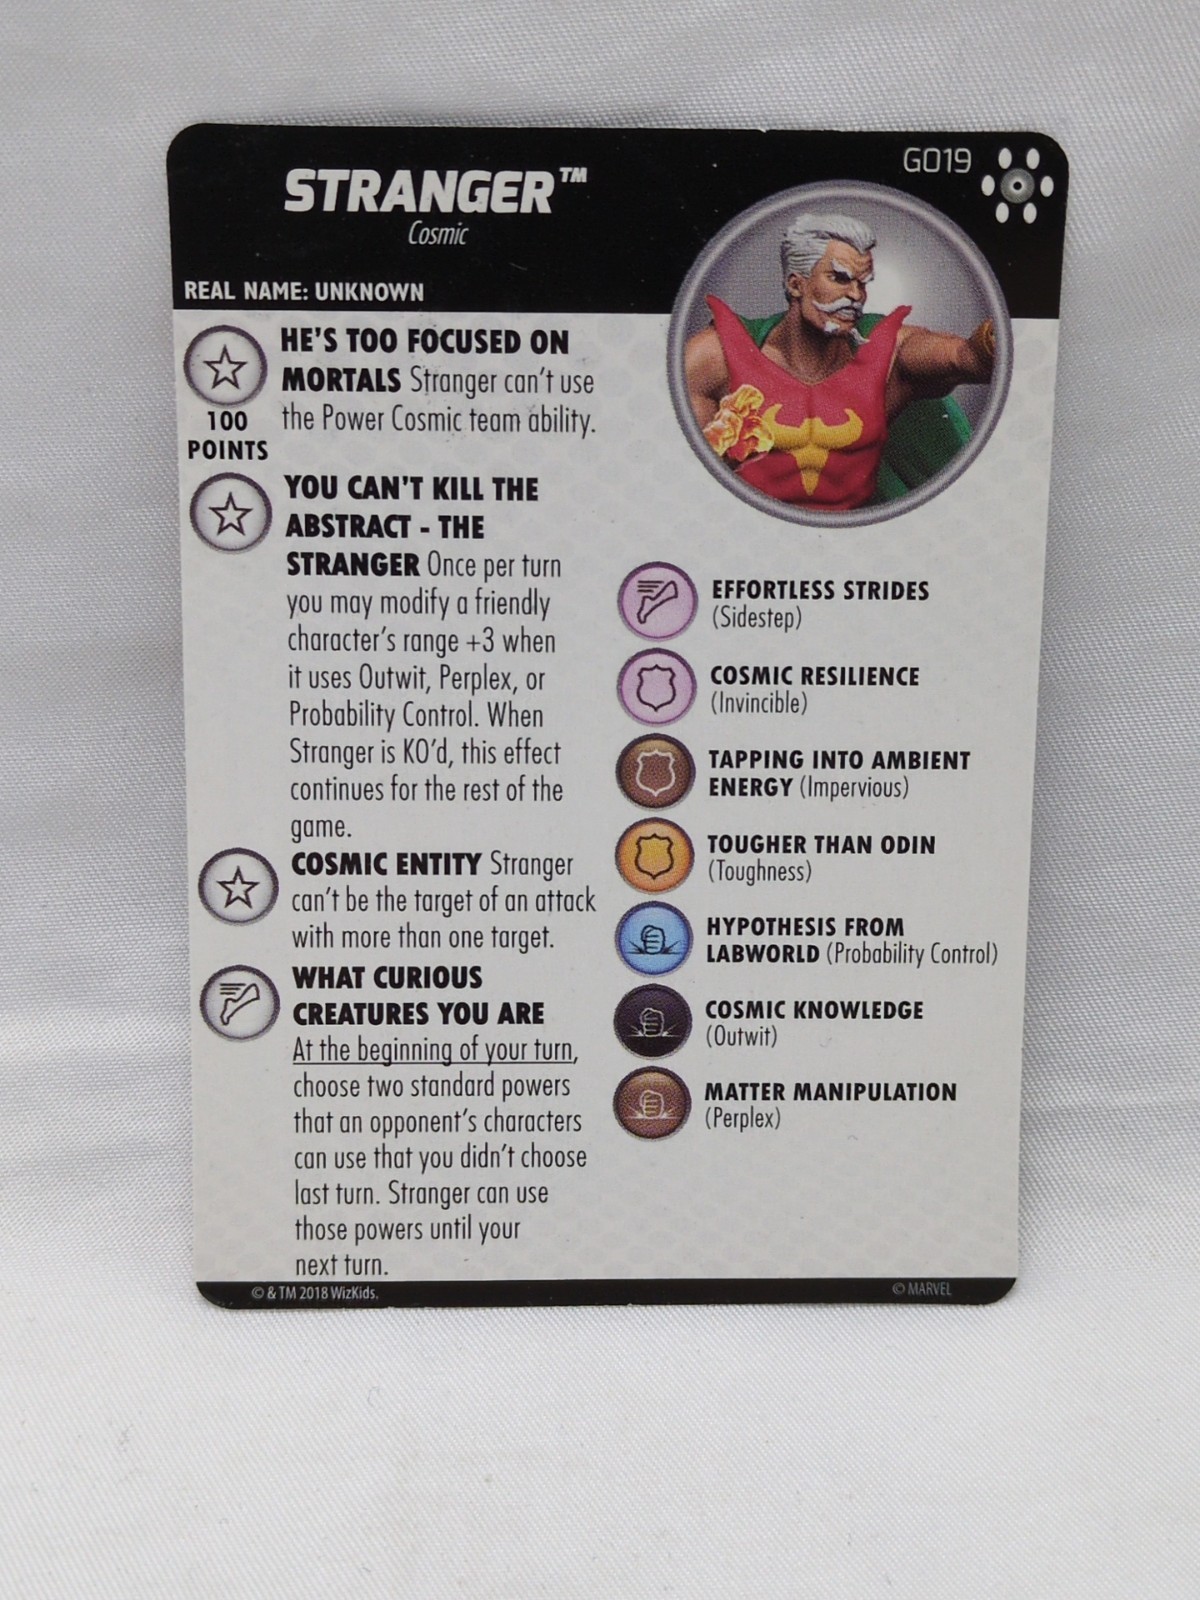 STRANGER™
Cosmic
G019
REAL NAME: UNKNOWN
100
POINTS
HE'S TOO FOCUSED ON
MORTALS Stranger can't use
the Power Cosmic team ability.
YOU CAN'T KILL THE
ABSTRACT - THE
STRANGER Once per turn
you may modify a friendly
character's range +3 when
it uses Outwit, Perplex, or
Probability Control. When
Stranger is KO'd, this effect
continues for the rest of the
game.
COSMIC ENTITY Stranger
can't be the target of an attack
with more than one target.
WHAT CURIOUS
CREATURES YOU ARE
At the beginning of your turn,
choose two standard powers
that an opponent's characters
can use that you didn't choose
last turn. Stranger can use
those powers until your
next turn.
EFFORTLESS STRIDES
(Sidestep)
COSMIC RESILIENCE
(Invincible)
TAPPING INTO AMBIENT
ENERGY (Impervious)
TOUGHER THAN ODIN
(Toughness)
HYPOTHESIS FROM
LABWORLD (Probability Control)
COSMIC KNOWLEDGE
(Outwit)
MATTER MANIPULATION
(Perplex)
© & TM 2018 WizKids.
© MARVEL